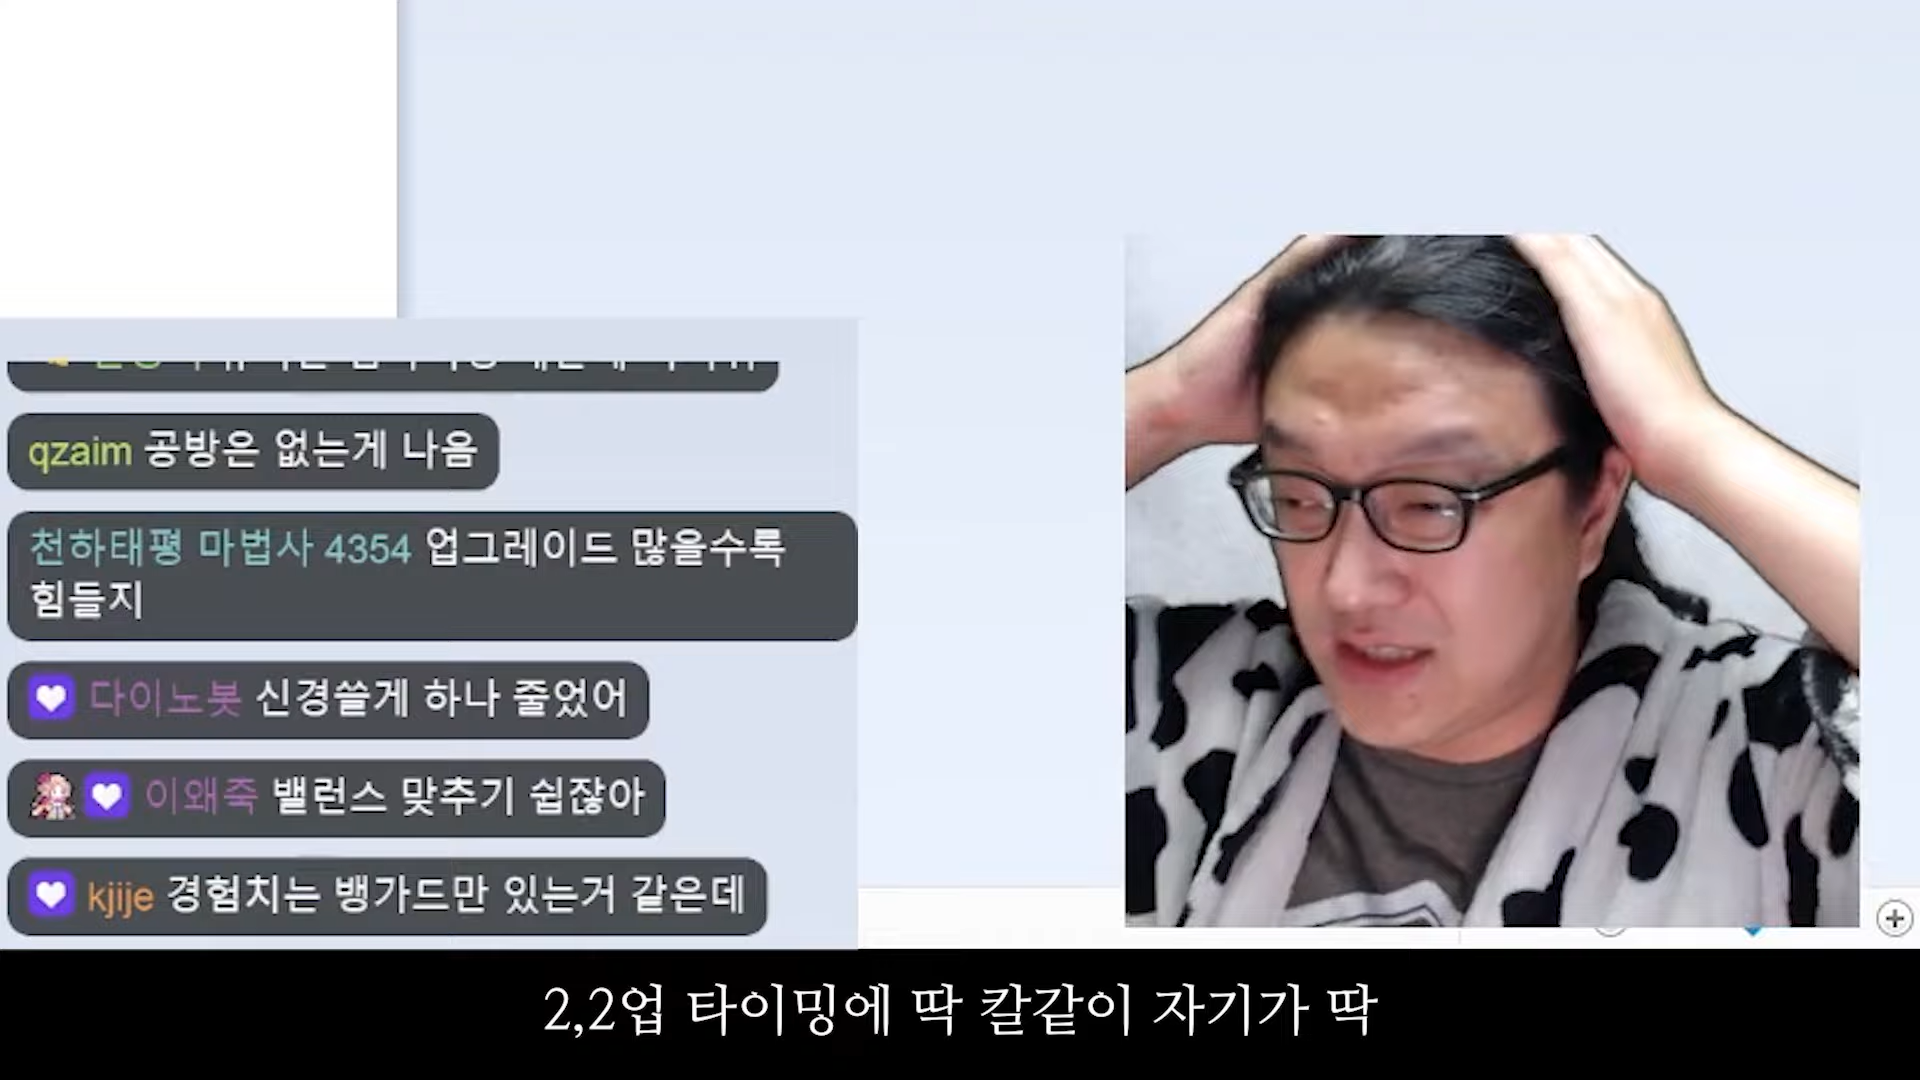 qzaim 공방은 없는게 나음
천하태평 마법사 4354 업그레이드 많을수록
힘들지
다이노봇 신경쓸게 하나 줄었어
이왜죽 밸런스 맞추기 쉽잖아
kjije 경험치는 뱅가드만 있는거 같은데
2,2업 타이밍에 딱 칼같이 자기가 딱